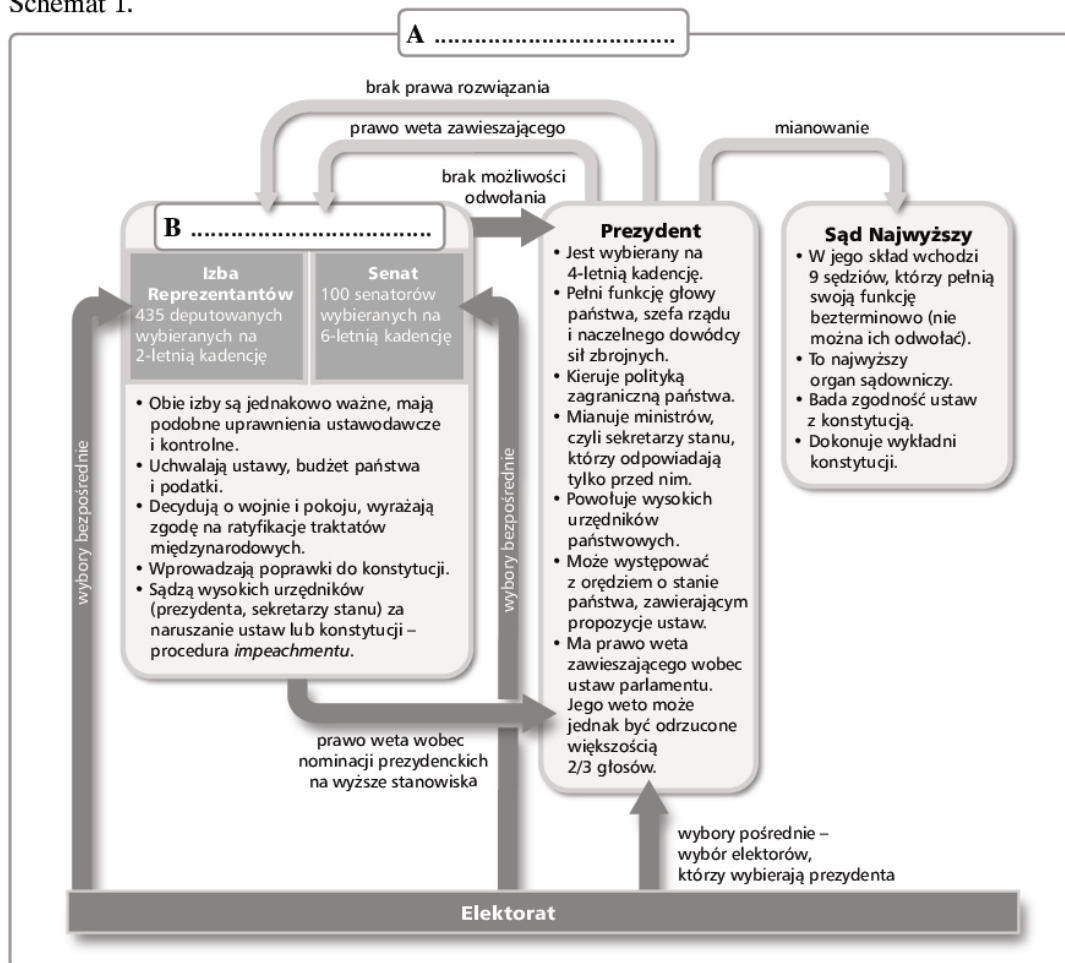 Schemat 1.
A ....................................
brak prawa rozwiązania
prawo weta zawieszającego
mianowanie
brak możliwości
odwołania
B ....................................
Izba
Reprezentantów
435 deputowanych
wybieranych na
2-letnią kadencję
Senat
100 senatorów
wybieranych na
6-letnią kadencję
• Obie izby są jednakowo ważne, mają
podobne uprawnienia ustawodawcze
i kontrolne.
• Uchwalają ustawy, budżet państwa
i podatki.
• Decydują o wojnie i pokoju, wyrażają
zgodę na ratyfikacje traktatów
międzynarodowych.
• Wprowadzają poprawki do konstytucji.
• Sądzą wysokich urzędników
(prezydenta, sekretarzy stanu) za
naruszanie ustaw lub konstytucji –
procedura impeachmentu.
Prezydent
• Jest wybierany na
4-letnią kadencję.
• Pełni funkcję głowy
państwa, szefa rządu
i naczelnego dowódcy
sił zbrojnych.
• Kieruje polityką
zagraniczną państwa.
• Mianuje ministrów,
czyli sekretarzy stanu,
którzy odpowiadają
tylko przed nim.
• Powołuje wysokich
urzędników
państwowych.
• Może występować
z orędziem o stanie
państwa, zawierającym
propozycje ustaw.
• Ma prawo weta
zawieszającego wobec
ustaw parlamentu.
Jego weto może
jednak być odrzucone
większością
2/3 głosów.
Sąd Najwyższy
• W jego skład wchodzi
9 sędziów, którzy pełnią
swoją funkcję
bezterminowo (nie
można ich odwołać).
• To najwyższy
organ sądowniczy.
• Bada zgodność ustaw
z konstytucją.
• Dokonuje wykładni
konstytucji.
wybory bezpośrednie
wybory bezpośrednie
prawo weta wobec
nominacji prezydenckich
na wyższe stanowiska
wybory pośrednie –
wybór elektorów,
którzy wybierają prezydenta
Elektorat